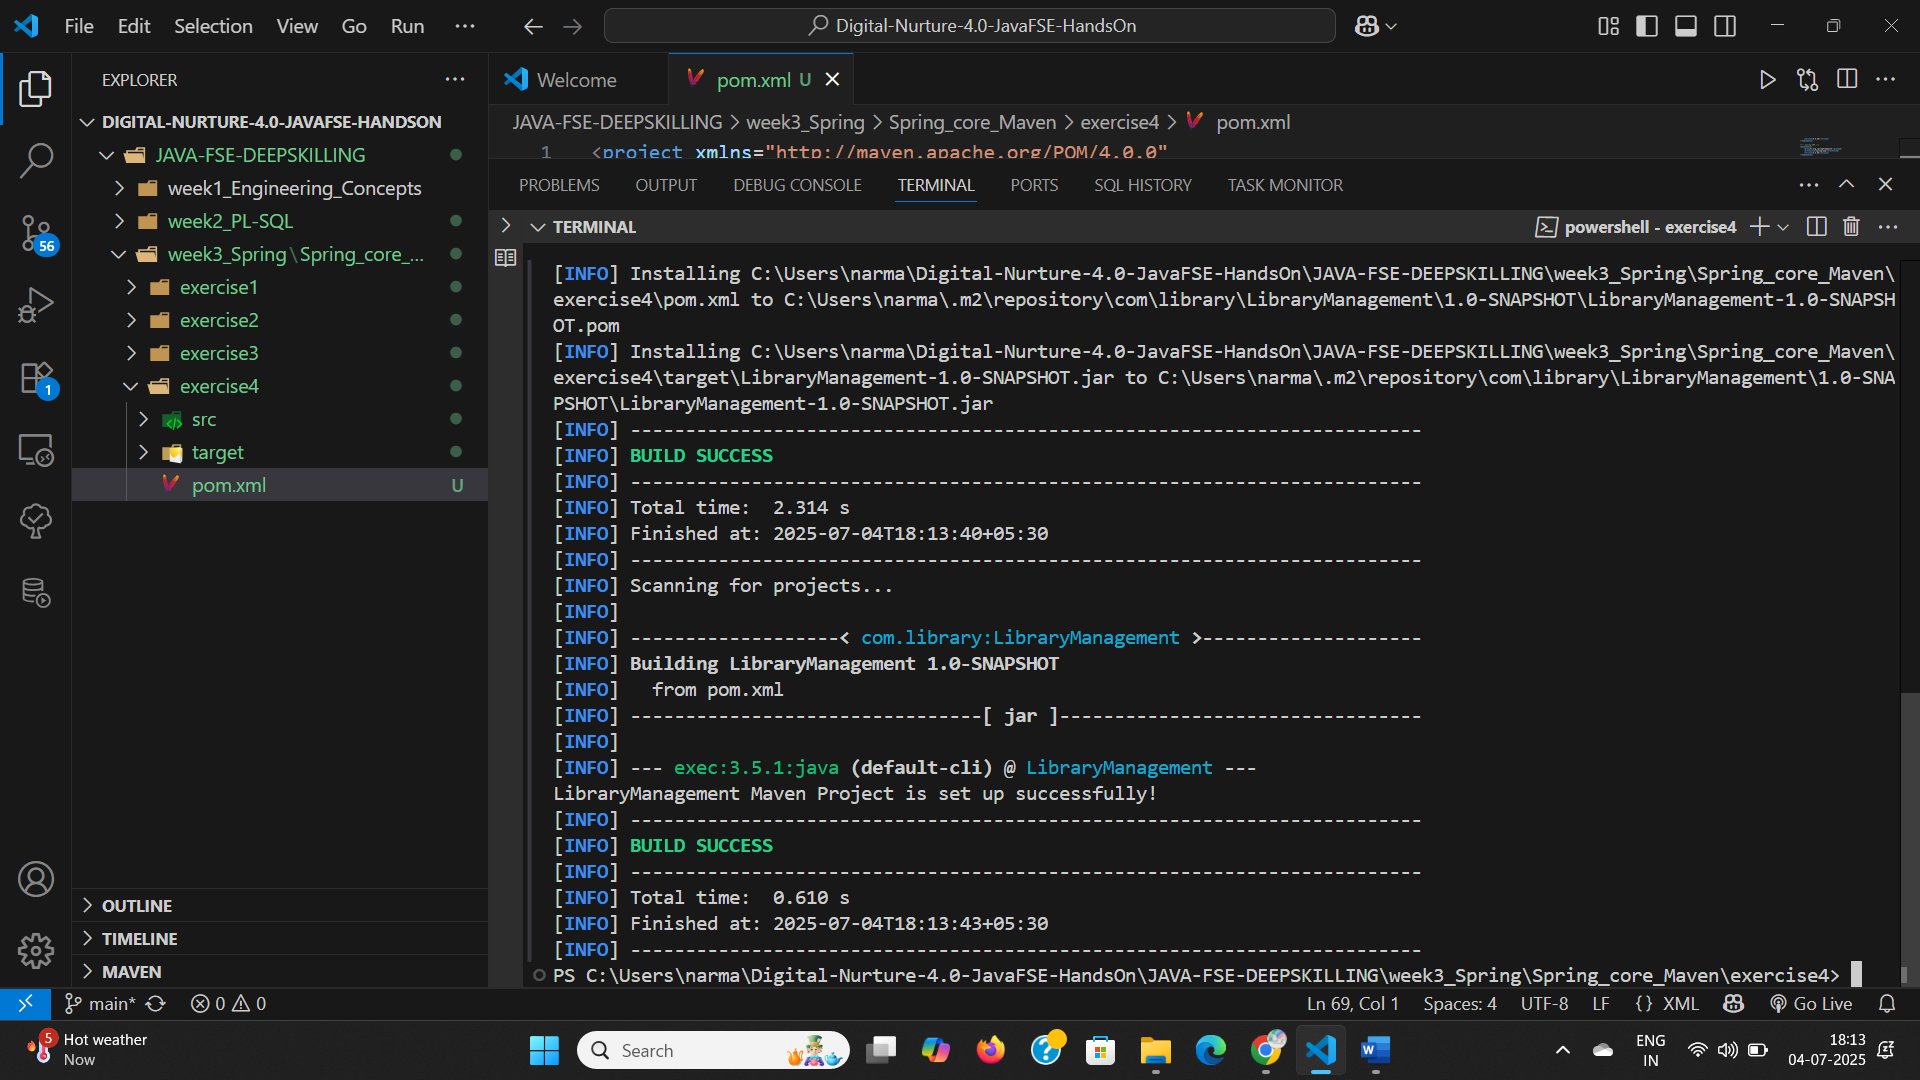 File Edit Selection View Go Run ···
Digital-Nurture-4.0-JavaFSE-HandsOn
EXPLORER
DIGITAL-NURTURE-4.0-JAVAFSE-HANDSON
JAVA-FSE-DEEPSKILLING
week1_Engineering_Concepts
week2_PL-SQL
week3_Spring\Spring_core_...
exercise1
exercise2
exercise3
exercise4
src
target
pom.xml U
OUTLINE
TIMELINE
MAVEN
56
1
Welcome
pom.xml U
JAVA-FSE-DEEPSKILLING > week3_Spring > Spring_core_Maven > exercise4 > pom.xml
1 <project xmlns="http://maven.apache.org/POM/4.0.0"
PROBLEMS OUTPUT DEBUG CONSOLE TERMINAL PORTS SQL HISTORY TASK MONITOR
TERMINAL
powershell - exercise4
[INFO] Installing C:\Users\narma\Digital-Nurture-4.0-JavaFSE-HandsOn\JAVA-FSE-DEEPSKILLING\week3_Spring\Spring_core_Maven\
exercise4\pom.xml to C:\Users\narma\.m2\repository\com\library\LibraryManagement\1.0-SNAPSHOT\LibraryManagement-1.0-SNAPSH
OT.pom
[INFO] Installing C:\Users\narma\Digital-Nurture-4.0-JavaFSE-HandsOn\JAVA-FSE-DEEPSKILLING\week3_Spring\Spring_core_Maven\
exercise4\target\LibraryManagement-1.0-SNAPSHOT.jar to C:\Users\narma\.m2\repository\com\library\LibraryManagement\1.0-SNA
PSHOT\LibraryManagement-1.0-SNAPSHOT.jar
[INFO] ------------------------------------------------------------------------
[INFO] BUILD SUCCESS
[INFO] ------------------------------------------------------------------------
[INFO] Total time:  2.314 s
[INFO] Finished at: 2025-07-04T18:13:40+05:30
[INFO] ------------------------------------------------------------------------
[INFO] Scanning for projects...
[INFO]
[INFO] -------------------< com.library:LibraryManagement >--------------------
[INFO] Building LibraryManagement 1.0-SNAPSHOT
[INFO]   from pom.xml
[INFO] --------------------------------[ jar ]---------------------------------
[INFO]
[INFO] --- exec:3.5.1:java (default-cli) @ LibraryManagement ---
LibraryManagement Maven Project is set up successfully!
[INFO] ------------------------------------------------------------------------
[INFO] BUILD SUCCESS
[INFO] ------------------------------------------------------------------------
[INFO] Total time:  0.610 s
[INFO] Finished at: 2025-07-04T18:13:43+05:30
[INFO] ------------------------------------------------------------------------
PS C:\Users\narma\Digital-Nurture-4.0-JavaFSE-HandsOn\JAVA-FSE-DEEPSKILLING\week3_Spring\Spring_core_Maven\exercise4>
main* 0 0 Ln 69, Col 1 Spaces: 4 UTF-8 LF {} XML Go Live
5
Hot weather
Now
Search
ENG
IN
18:13
04-07-2025